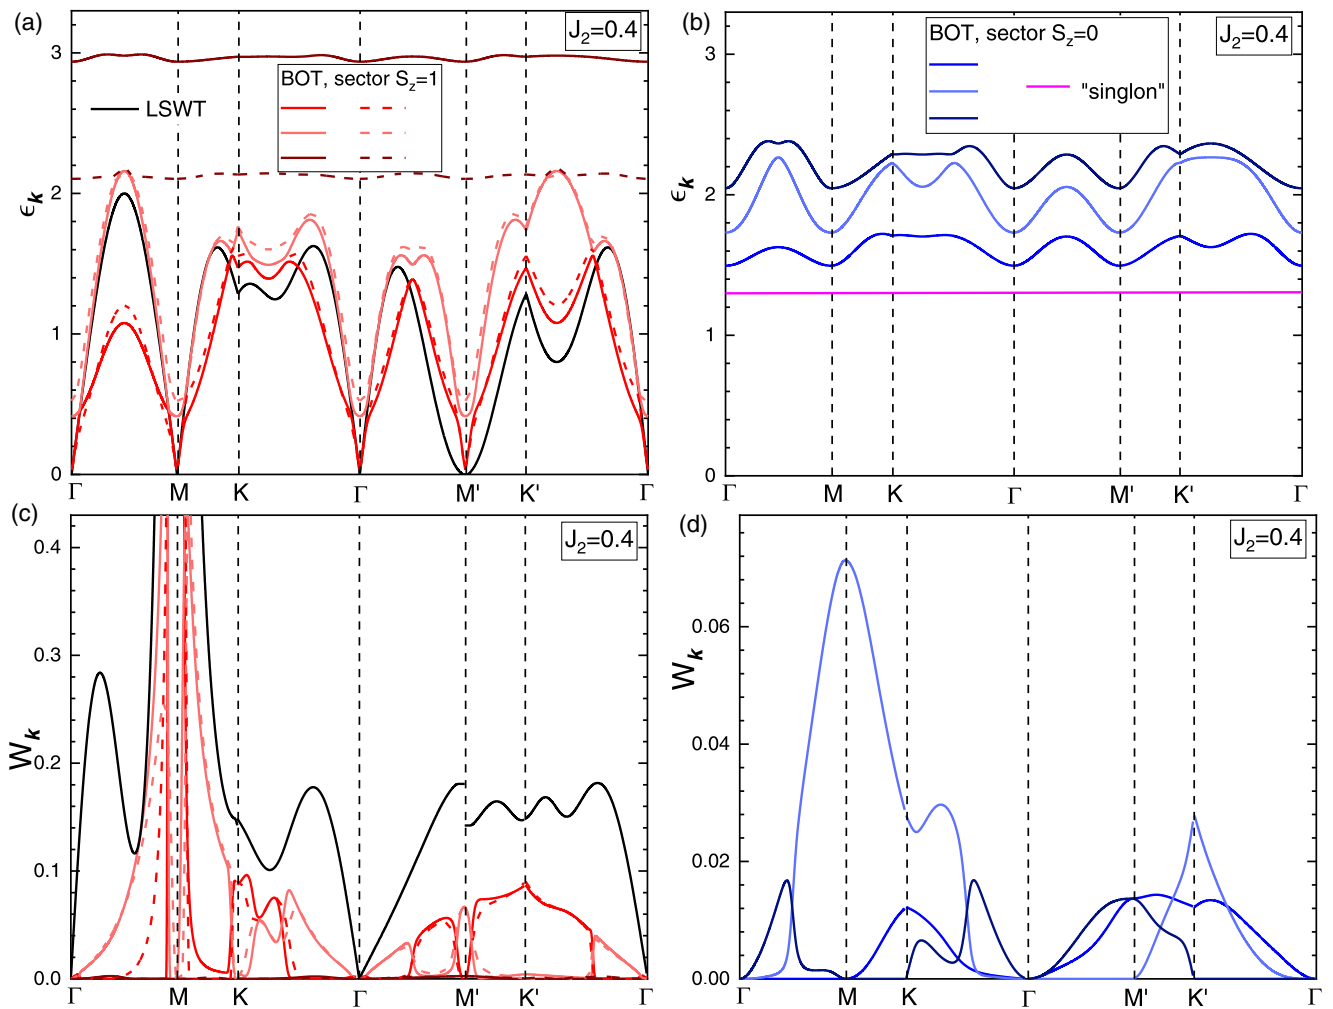 (a)
J₂=0.4
3
BOT, sector S_z=1
LSWT
2
ϵ_k
1
0
Γ M K Γ M' K' Γ
(b)
J₂=0.4
BOT, sector S_z=0
3
"singlon"
2
ϵ_k
1
0
Γ M K Γ M' K' Γ
(c)
J₂=0.4
0.4
0.3
W_k
0.2
0.1
0.0
Γ M K Γ M' K' Γ
(d)
J₂=0.4
0.06
W_k
0.04
0.02
0.00
Γ M K Γ M' K' Γ